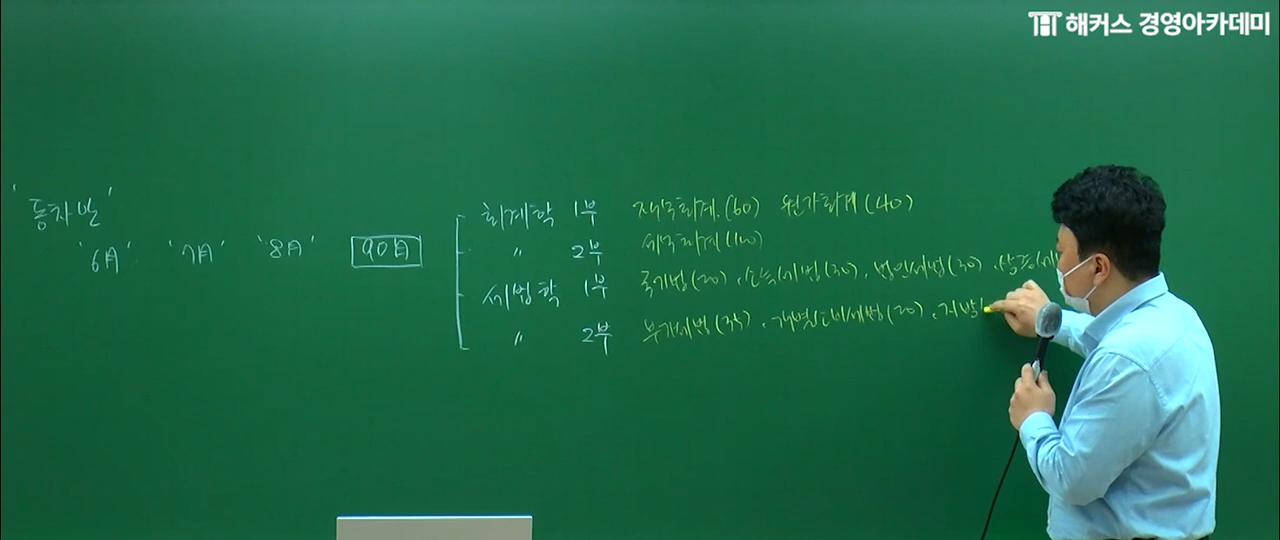 해커스 경영아카데미
'동차반'
'6月' '7月' '8月' 90日
회계학 1부 재무회계(60) 원가회계(40)
〃 2부 세무회계(100)
세법학 1부 국기법(20), 소득세법(30), 법인세법(30), 상증세
〃 2부 부가세법(35), 개별소비세법(20), 지방